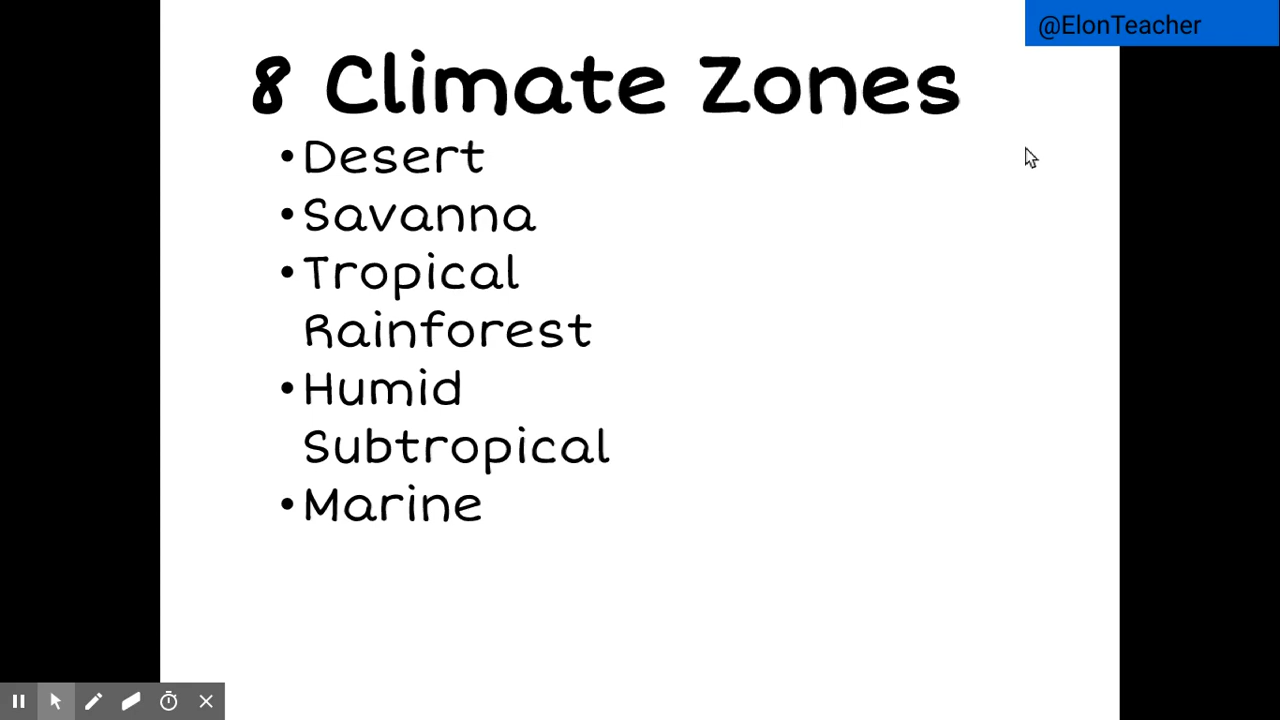 @ElonTeacher
8 Climate Zones
•Desert
•Savanna
•Tropical
Rainforest
•Humid
Subtropical
•Marine